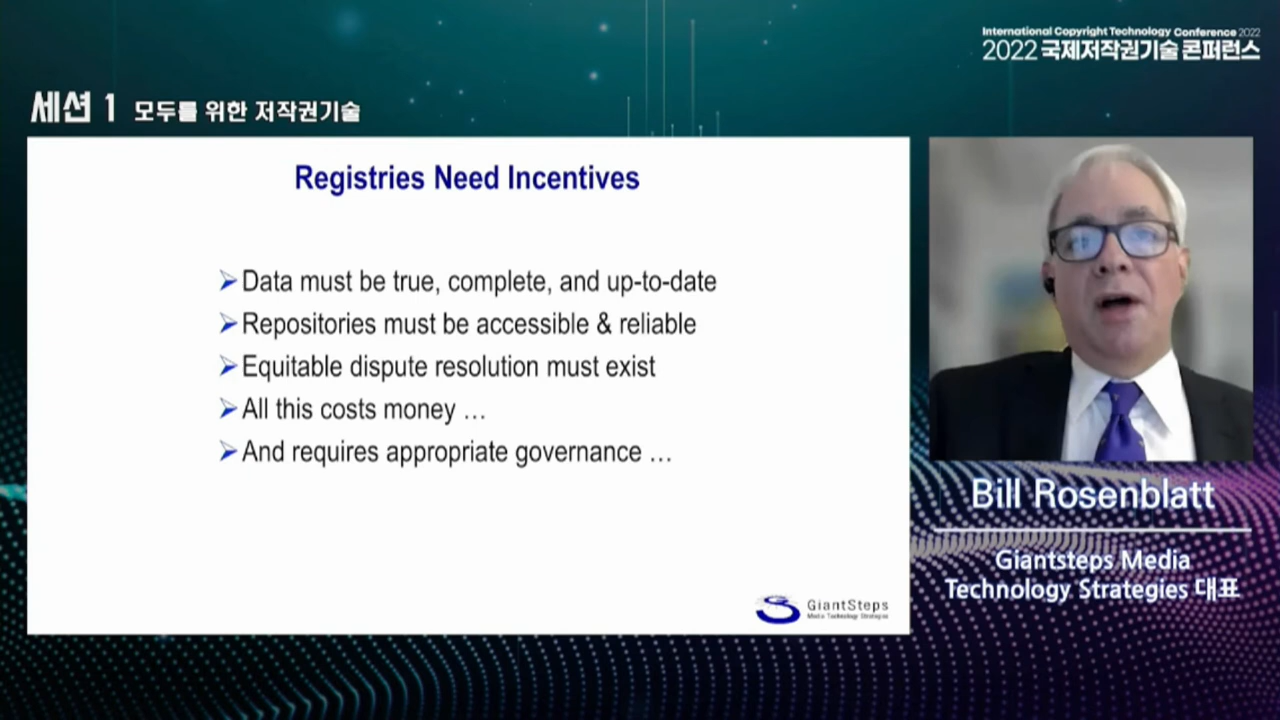 International Copyright Technology Conference 2022
2022 국제저작권기술 콘퍼런스
세션 1 모두를 위한 저작권기술
Registries Need Incentives
Data must be true, complete, and up-to-date
Repositories must be accessible & reliable
Equitable dispute resolution must exist
All this costs money …
And requires appropriate governance …
GiantSteps
Media Technology Strategies
Bill Rosenblatt
Giantsteps Media
Technology Strategies 대표